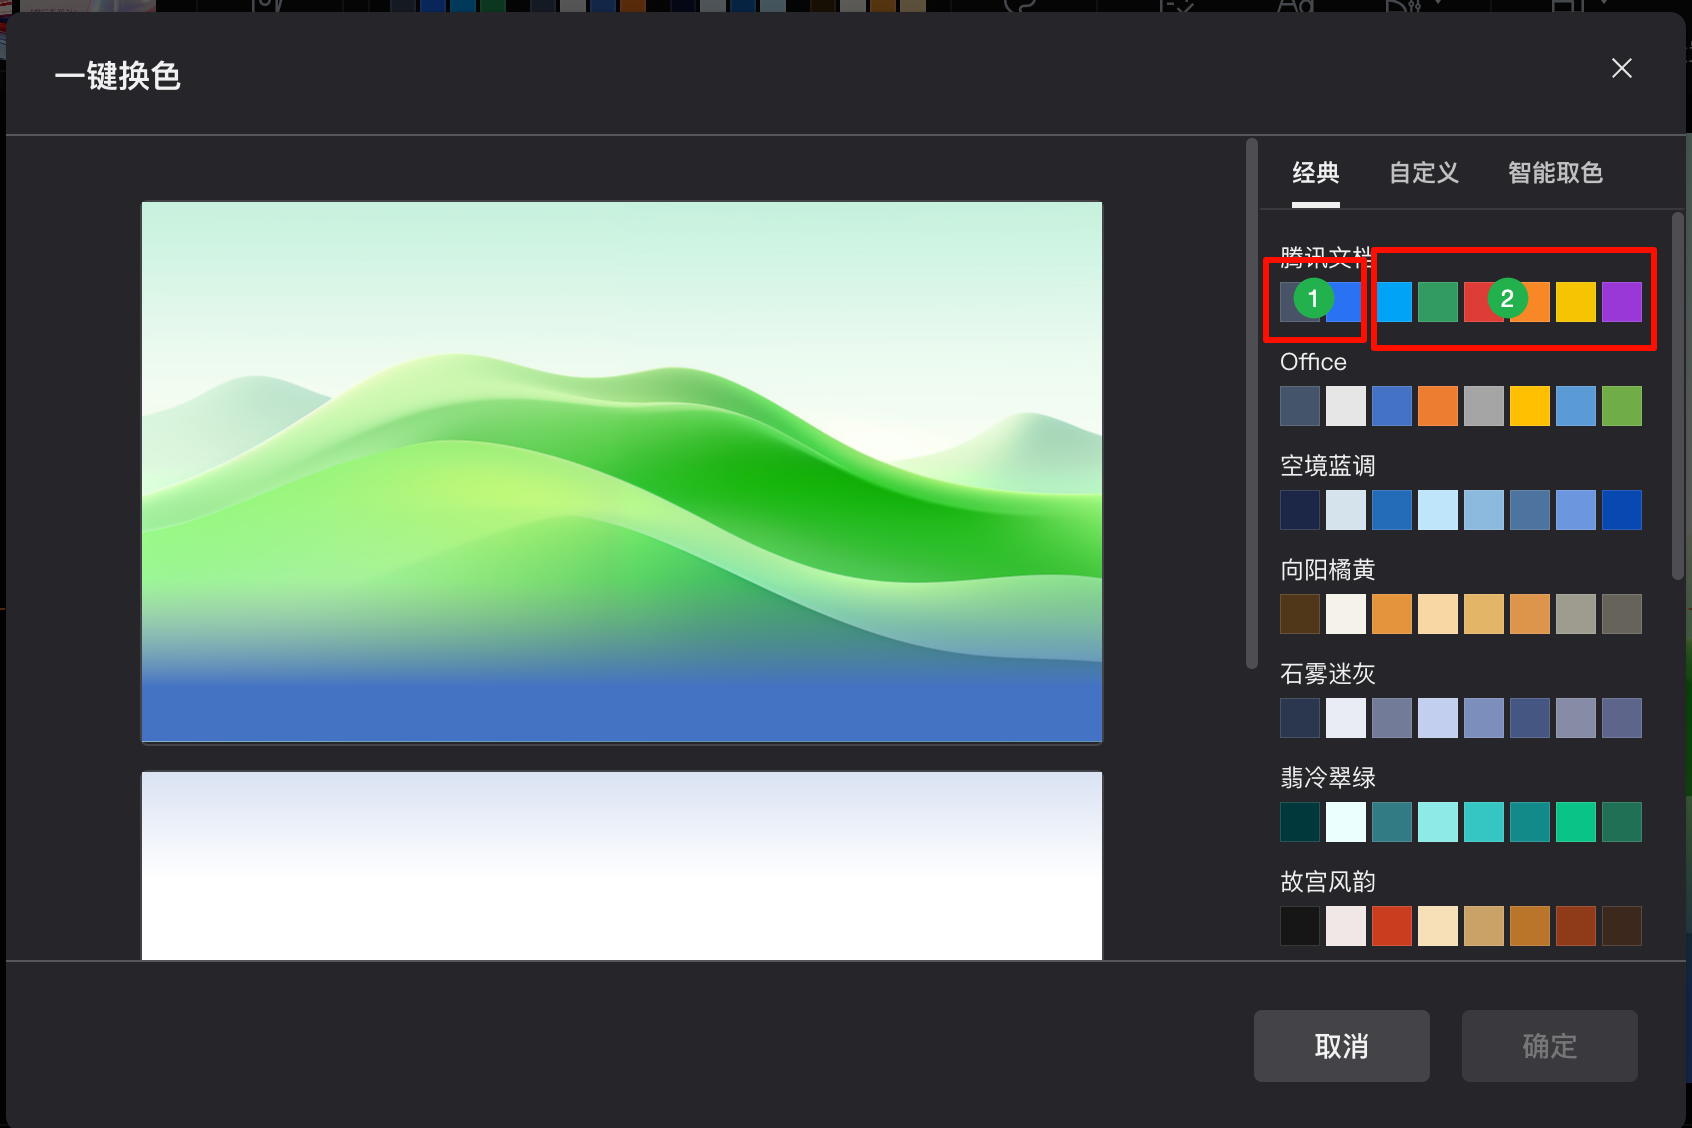 一键换色
经典
自定义
智能取色
腾讯文档
1
2
Office
空境蓝调
向阳橘黄
石雾迷灰
翡冷翠绿
故宫风韵
取消
确定